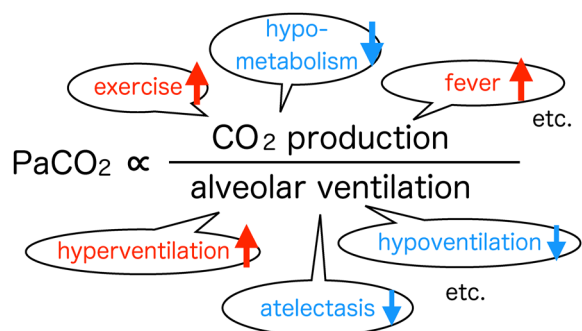 hypo-
metabolism
exercise
fever
etc.
CO₂ production
PaCO₂ ∝
alveolar ventilation
hyperventilation
hypoventilation
atelectasis
etc.